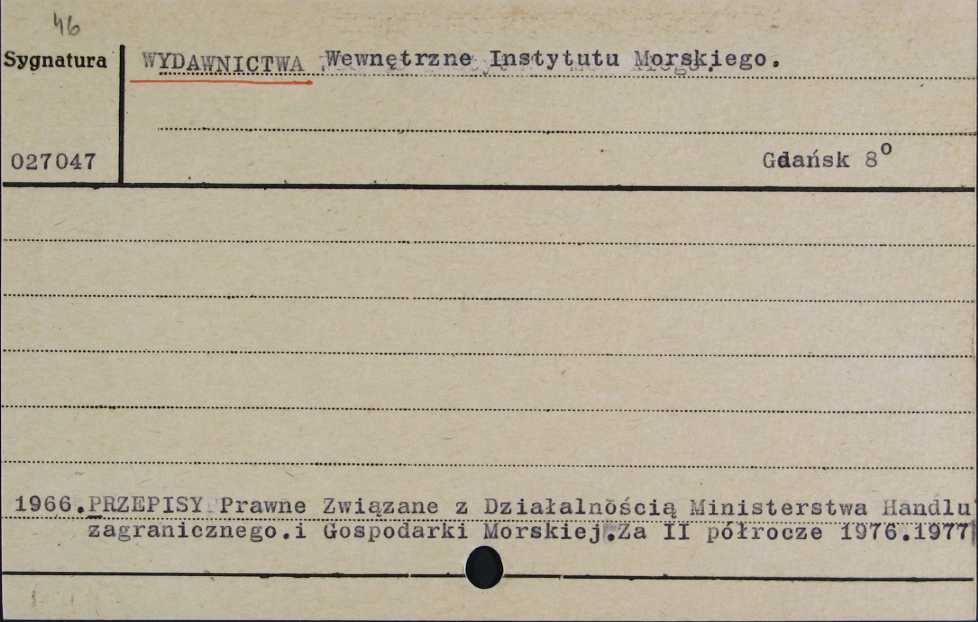 46
Sygnatura
WYDAWNICTWA Wewnętrzne Instytutu Morskiego.
027047
Gdańsk 8º
1966.PRZEPISY Prawne Związane z Działalnością Ministerstwa Handlu
zagranicznego.i Gospodarki Morskiej.Za II półrocze 1976.1977